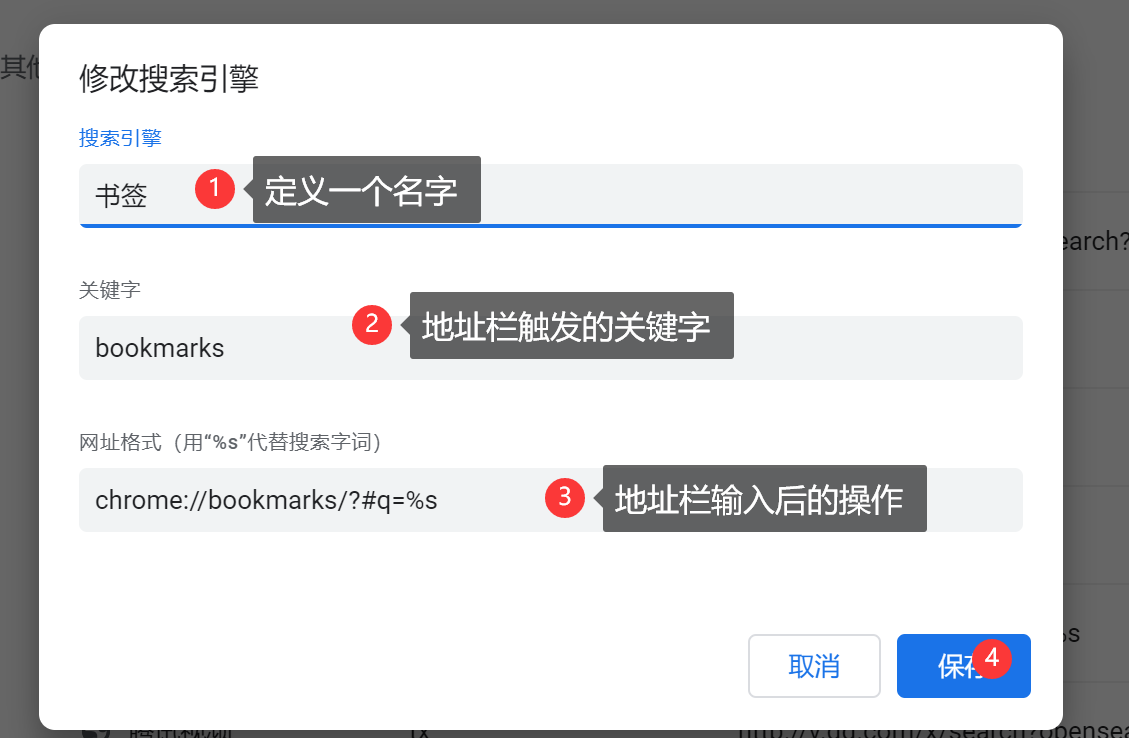 其他
修改搜索引擎
搜索引擎
书签 1 定义一个名字
earch?
关键字
2 地址栏触发的关键字
bookmarks
网址格式（用“%s”代替搜索字词）
chrome://bookmarks/?#q=%s 3 地址栏输入后的操作
%s
取消 保存 4
腾讯视频
http://v.qq.com/x/search?opensea